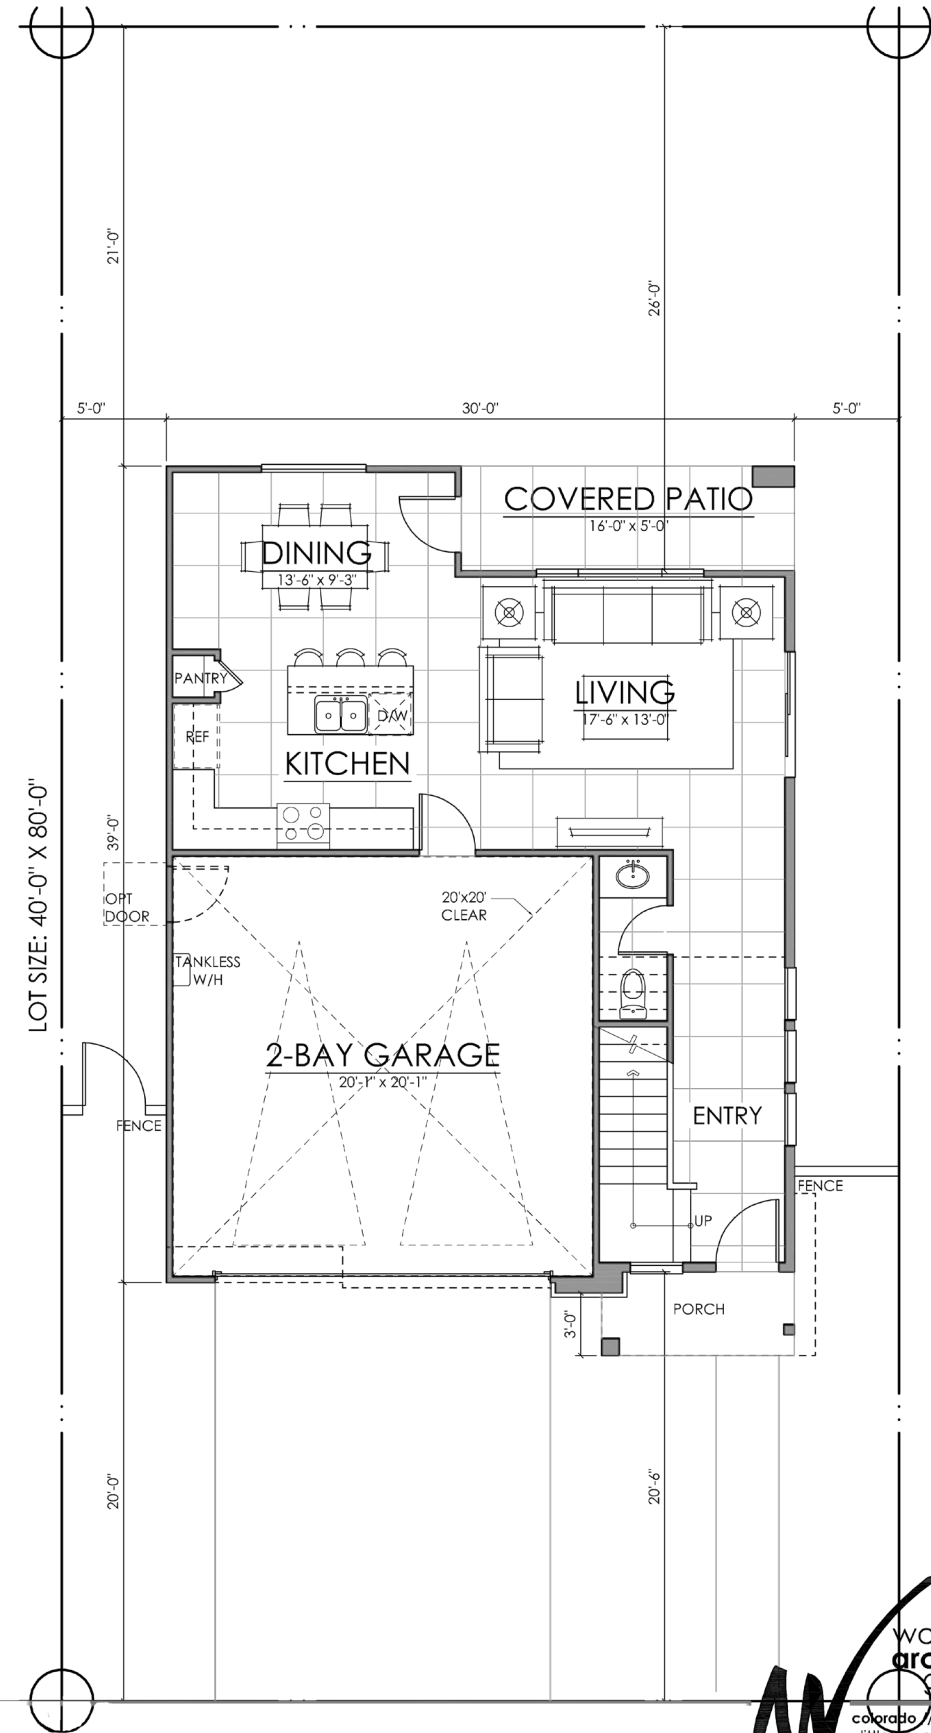 21'-0"
26'-0"
5'-0"
30'-0"
5'-0"
COVERED PATIO
16'-0" x 5'-0"
DINING
13'-6" x 9'-3"
PANTRY
LIVING
17'-6" x 13'-0"
D/W
REF
KITCHEN
LOT SIZE: 40'-0" X 80'-0"
39'-0"
OPT
DOOR
20'x20'
CLEAR
TANKLESS
W/H
2-BAY GARAGE
20'-1" x 20'-1"
ENTRY
FENCE
FENCE
UP
PORCH
3'-0"
20'-0"
20'-6"
colorado